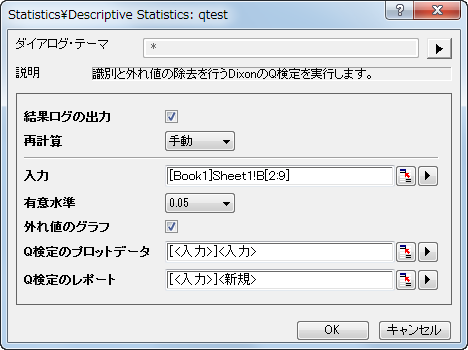 Statistics¥Descriptive Statistics: qtest
ダイアログ・テーマ *
説明 識別と外れ値の除去を行うDixonのQ検定を実行します。
結果ログの出力
再計算 手動
入力 [Book1]Sheet1!B[2:9]
有意水準 0.05
外れ値のグラフ
Q検定のプロットデータ [<入力>]<入力>
Q検定のレポート [<入力>]<新規>
OK キャンセル